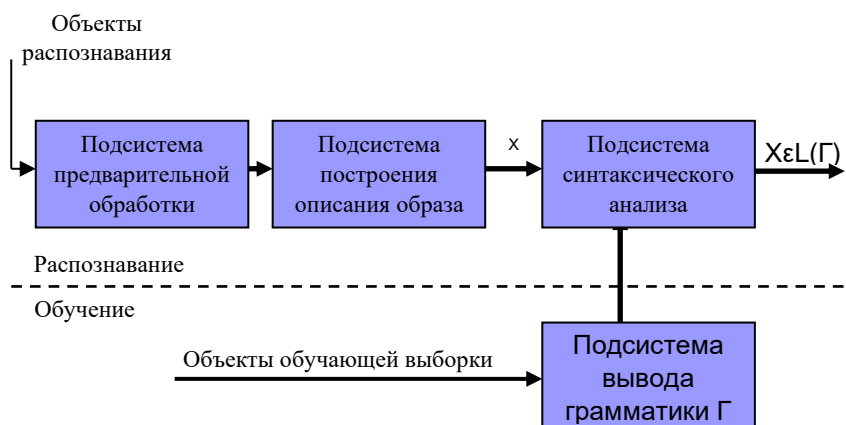 Объекты
распознавания
Подсистема
предварительной
обработки
Подсистема
построения
описания образа
x
Подсистема
синтаксического
анализа
XεL(Г)
Распознавание
Обучение
Объекты обучающей выборки
Подсистема
вывода
грамматики Г